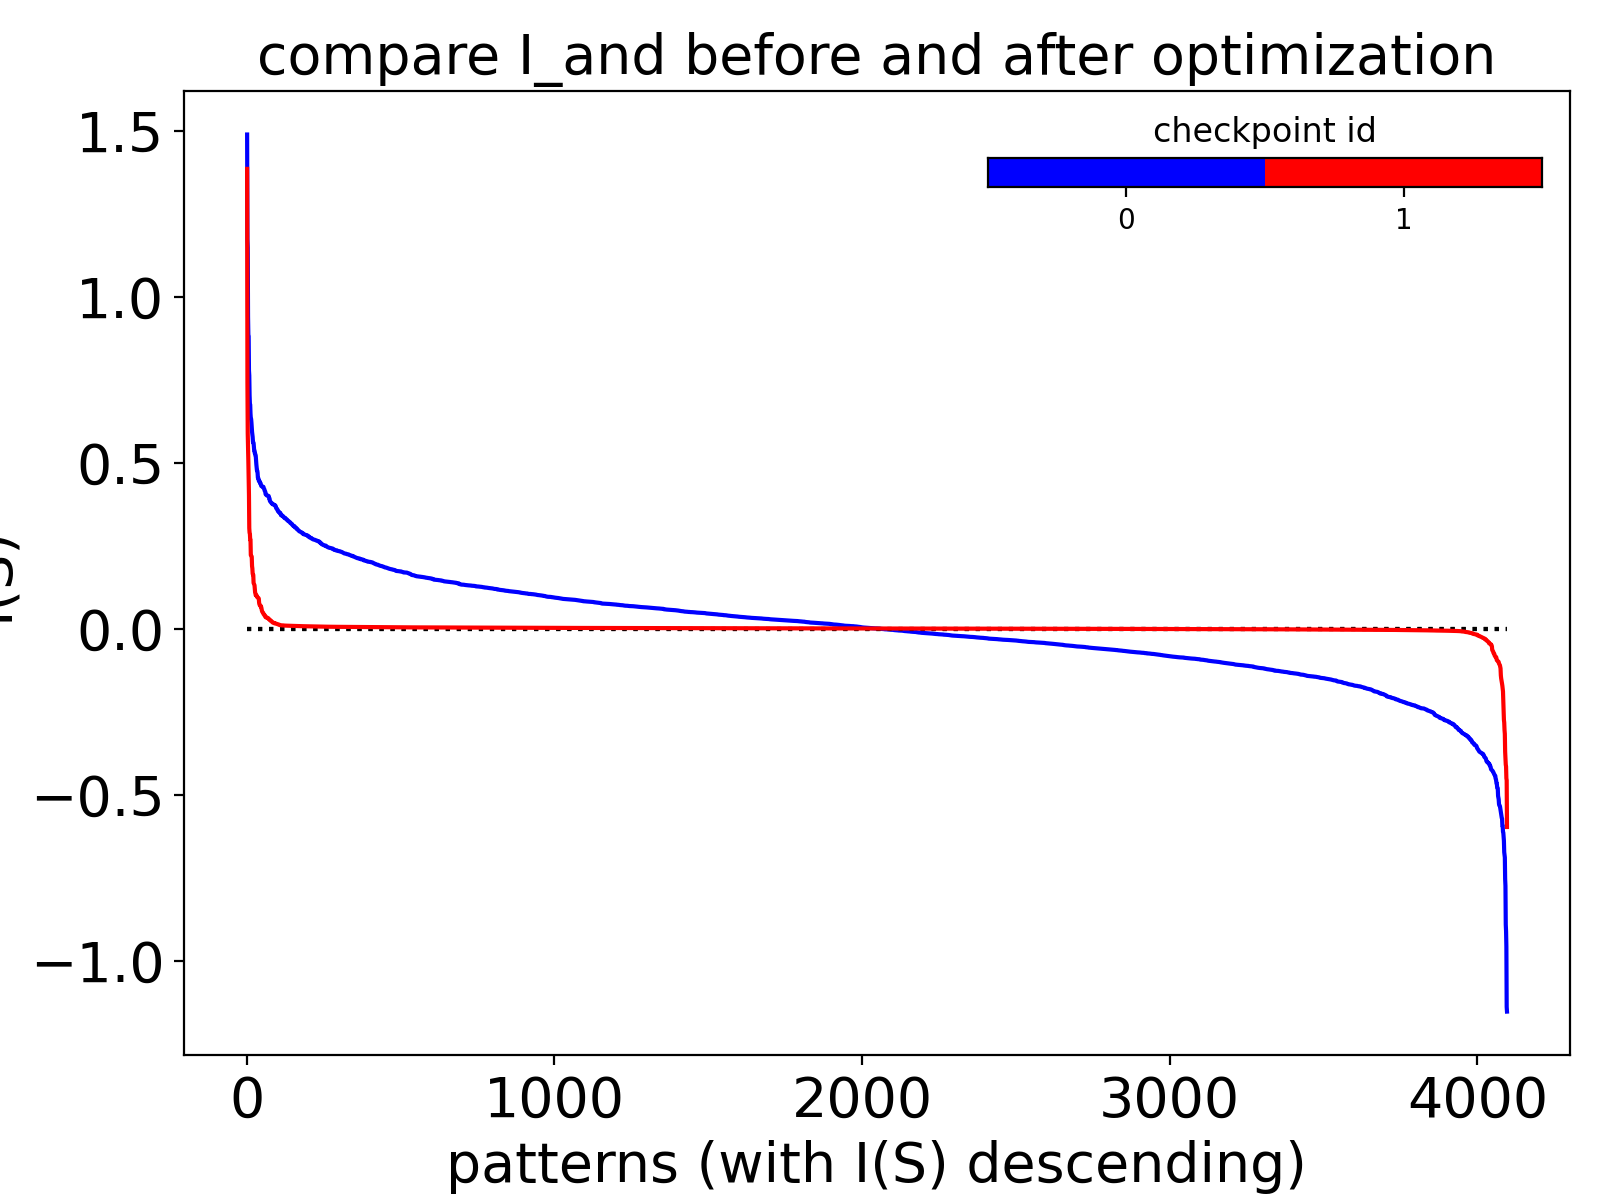 compare I_and before and after optimization
checkpoint id
0 1
1.5
1.0
0.5
0.0
−0.5
−1.0
0 1000 2000 3000 4000
patterns (with I(S) descending)